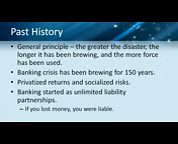 Past History
• General principle – the greater the disaster, the
longer it has been brewing, and the more force
has been used.
• Banking crisis has been brewing for 150 years.
• Privatized returns and socialized risks.
• Banking started as unlimited liability
partnerships.
– If you lost money, you were liable.